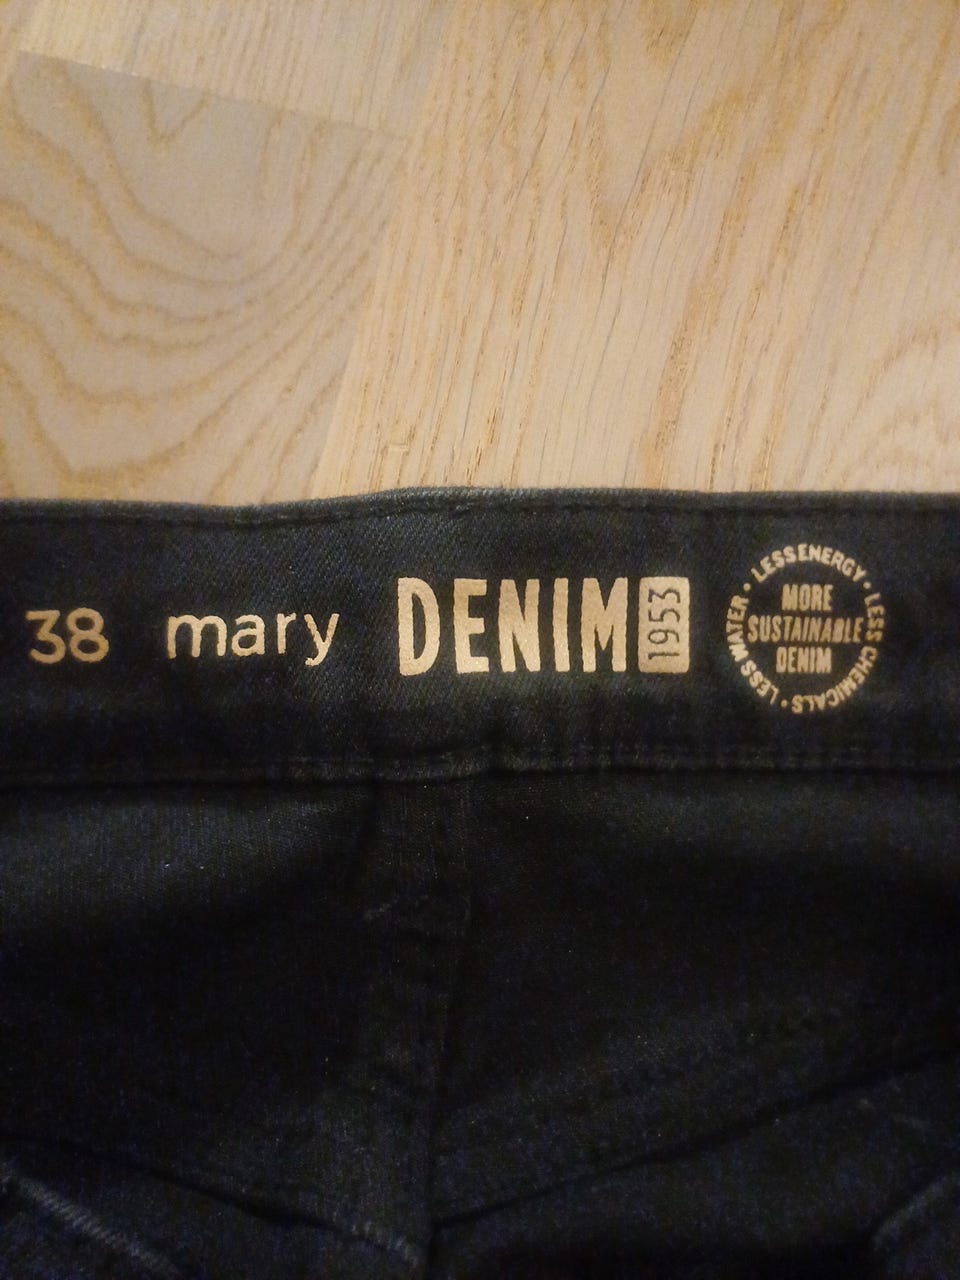 38 mary DENIM 1953
LESS ENERGY • LESS CHEMICALS • LESS WATER •
MORE
SUSTAINABLE
DENIM